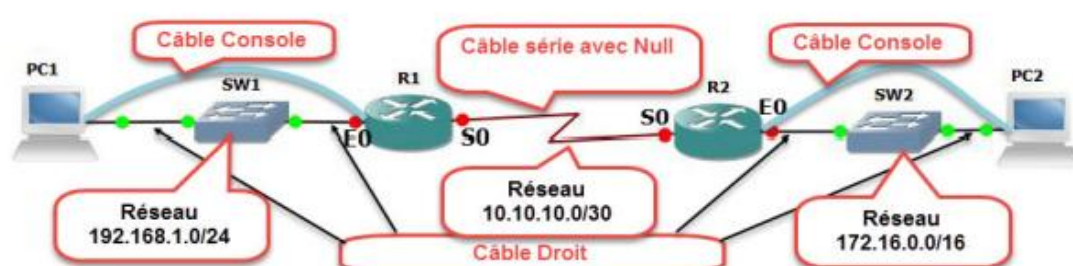 Câble Console
Câble série avec Null
Câble Console
PC1
SW1
R1
R2
SW2
PC2
E0
S0
S0
E0
Réseau
192.168.1.0/24
Réseau
10.10.10.0/30
Réseau
172.16.0.0/16
Câble Droit